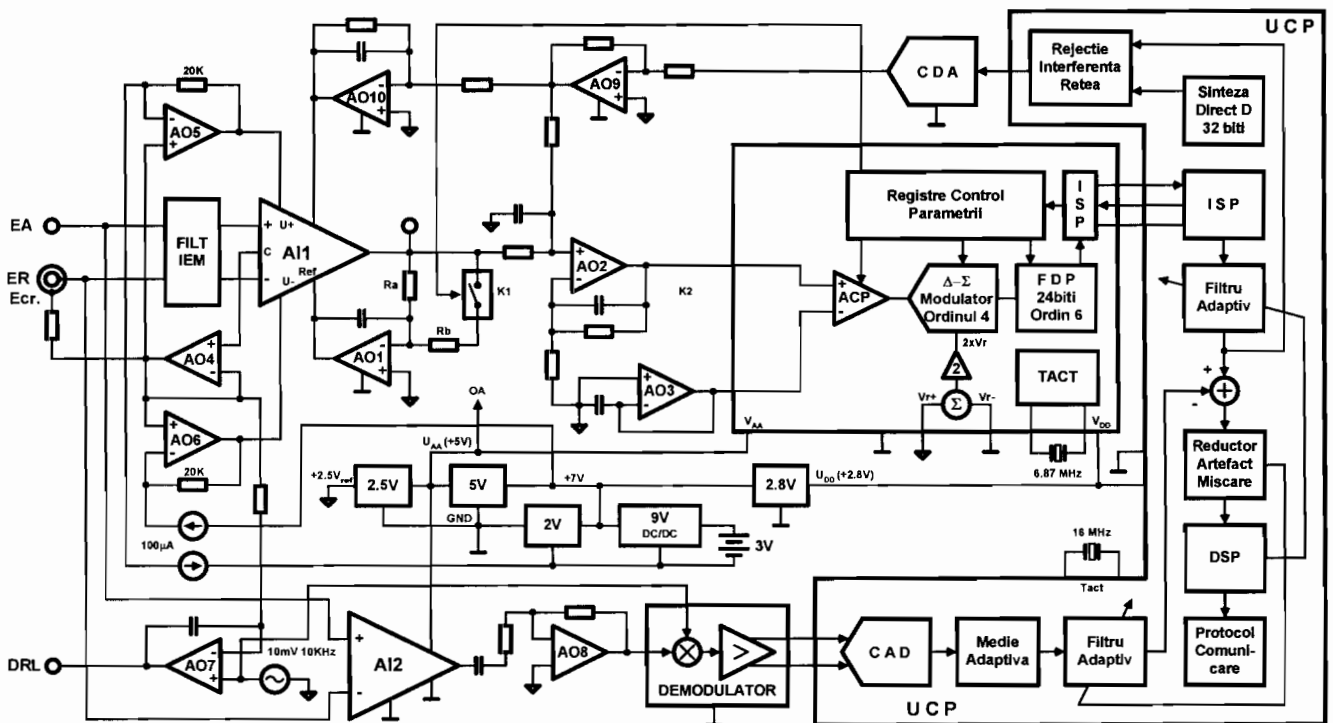 UCP
Rejectie
Interferenta
Retea
CDA
Sinteza
Direct D
32 biti
20K
-
AO5
+
-
AO10
+
-
AO9
+
EA
ER
Ecr.
FILT
IEM
+
U+
C
AI1
Ref
-
U-
Ra
K1
Rb
AO2
K2
-
AO1
+
AO4
+
AO3
-
+
AO6
-
20K
Registre Control
Parametrii
ISP
ISP
+
ACP
-
Δ–Σ
Modulator
Ordinul 4
FDP
24biti
Ordin 6
2xVr
2
Vr+
Σ
Vr-
TACT
VAA
VDD
6.87 MHz
Filtru
Adaptiv
+
-
+
Reductor
Artefact
Miscare
DSP
Protocol
Comuni-
care
OA
UAA (+5V)
+2.5Vref
2.5V
5V
+7V
2.8V
UDD (+2.8V)
GND
2V
9V
DC/DC
3V
100µA
16 MHz
Tact
DRL
-
AO7
+
10mV 10KHz
+
AI2
-
AO8
>
DEMODULATOR
CAD
Medie
Adaptiva
Filtru
Adaptiv
UCP